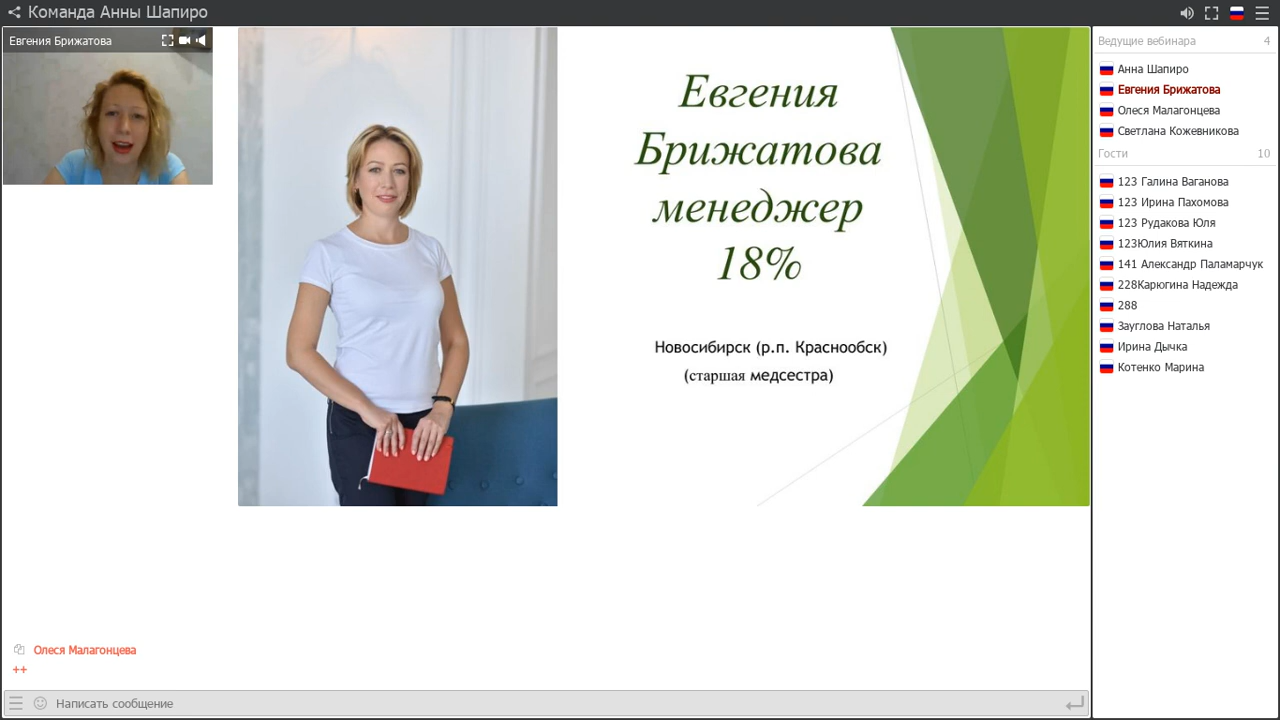 Команда Анны Шапиро
Евгения Брижатова
Евгения
Брижатова
менеджер
18%
Новосибирск (р.п. Краснообск)
(старшая медсестра)
Ведущие вебинара 4
Анна Шапиро
Евгения Брижатова
Олеся Малагонцева
Светлана Кожевникова
Гости 10
123 Галина Ваганова
123 Ирина Пахомова
123 Рудакова Юля
123Юлия Вяткина
141 Александр Паламарчук
228Карюгина Надежда
288
Зауглова Наталья
Ирина Дычка
Котенко Марина
Олеся Малагонцева
++
Написать сообщение